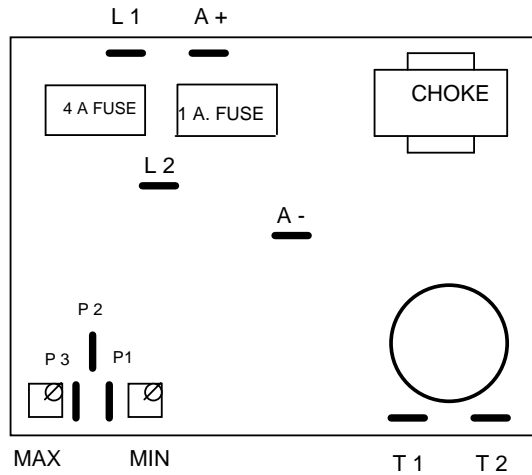 L 1 A +
4 A FUSE 1 A. FUSE CHOKE
L 2
A -
P 2
P 3 P1
MAX MIN T 1 T 2